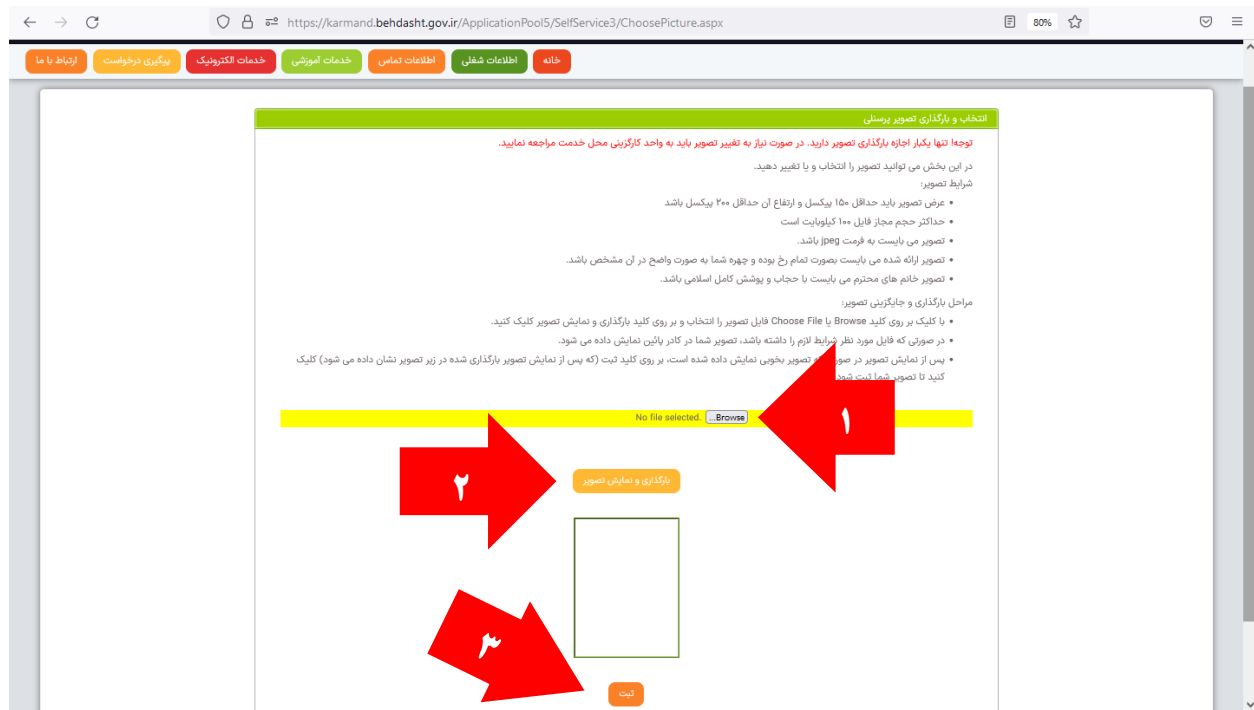 https://karmand.behdasht.gov.ir/ApplicationPool5/SelfService3/ChoosePicture.aspx
80%
خانه اطلاعات شغلی اطلاعات تماس خدمات آموزشی خدمات الکترونیک پیگیری درخواست ارتباط با ما
انتخاب و بارگذاری تصویر پرسنلی
توجه! تنها یکبار اجازه بارگذاری تصویر دارید. در صورت نیاز به تغییر تصویر باید به واحد کارگزینی محل خدمت مراجعه نمایید.
در این بخش می توانید تصویر را انتخاب و یا تغییر دهید.
شرایط تصویر:
• عرض تصویر باید حداقل ۱۵۰ پیکسل و ارتفاع آن حداقل ۲۰۰ پیکسل باشد
• حداکثر حجم مجاز فایل ۱۰۰ کیلوبایت است
• تصویر می بایست به فرمت jpeg باشد.
• تصویر ارائه شده می بایست بصورت تمام رخ بوده و چهره شما به صورت واضح در آن مشخص باشد.
• تصویر خانم های محترم می بایست با حجاب و پوشش کامل اسلامی باشد.
مراحل بارگذاری و جایگزینی تصویر:
• با کلیک بر روی کلید Browse یا Choose File فایل تصویر را انتخاب و بر روی کلید بارگذاری و نمایش تصویر کلیک کنید.
• در صورتی که فایل مورد نظر شرایط لازم را داشته باشد، تصویر شما در کادر پائین نمایش داده می شود.
• پس از نمایش تصویر در تصویر بخوبی نمایش داده شده است، بر روی کلید ثبت (که پس از نمایش تصویر بارگذاری شده در زیر تصویر نشان داده می شود) کلیک
کنید تا تصویر شما ثبت شود
Browse... No file selected.
۱
بارگذاری و نمایش تصویر
۲
۳
ثبت